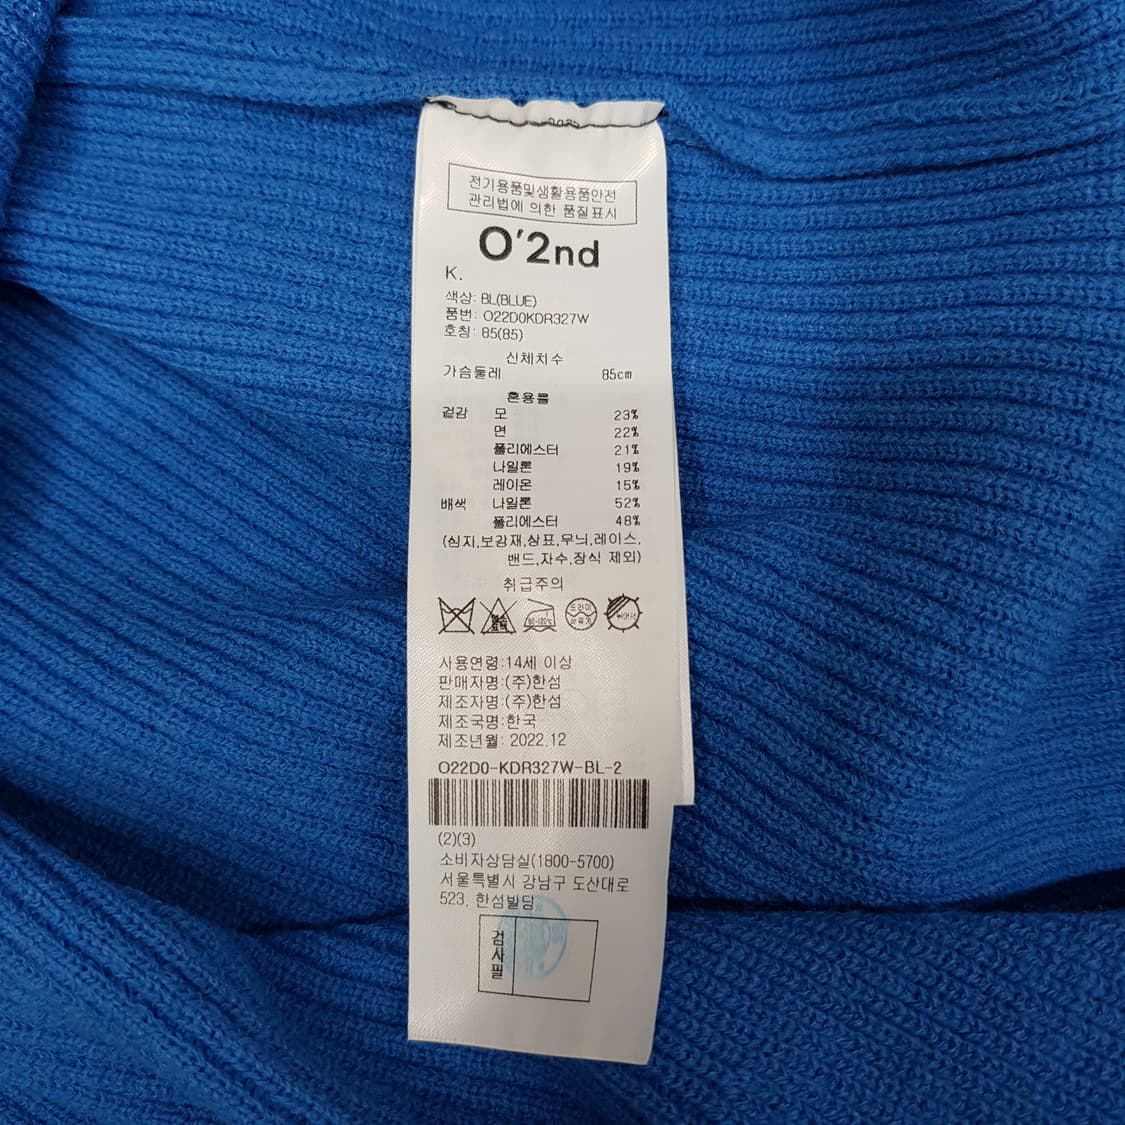 전기용품및생활용품안전
관리법에 의한 품질표시
O'2nd
K.
색상: BL(BLUE)
품번: O22D0KDR327W
호칭: 85(85)
신체치수
가슴둘레 85cm
혼용률
겉감 모 23%
면 22%
폴리에스터 21%
나일론 19%
레이온 15%
배색 나일론 52%
폴리에스터 48%
(심지,보강재,상표,무늬,레이스,
밴드,자수,장식 제외)
취급주의
80~120℃
드라이
뉘어서
사용연령:14세 이상
판매자명:(주)한섬
제조자명:(주)한섬
제조국명:한국
제조년월: 2022.12
O22D0-KDR327W-BL-2
(2)(3)
소비자상담실(1800-5700)
서울특별시 강남구 도산대로
523, 한섬빌딩
검사필